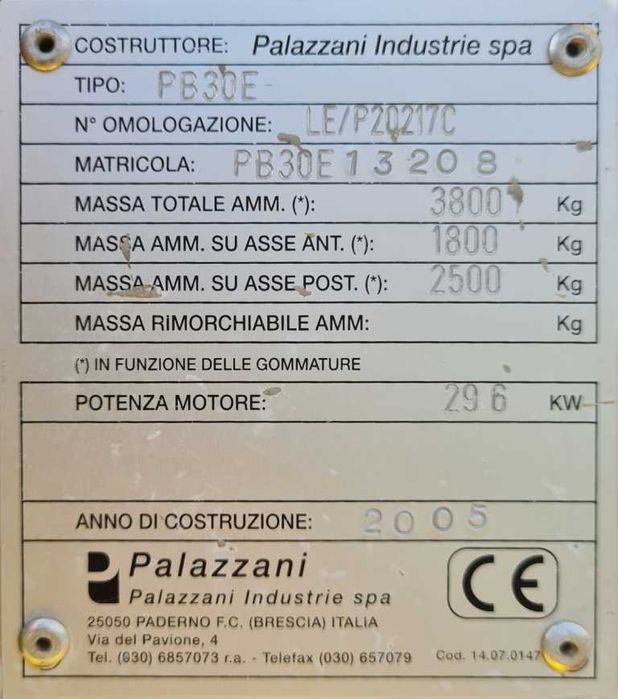 COSTRUTTORE: Palazzani Industrie spa
TIPO: PB30E
N° OMOLOGAZIONE: LE/P20217C
MATRICOLA: PB30E13208
MASSA TOTALE AMM. (*): 3800 Kg
MASSA AMM. SU ASSE ANT. (*): 1800 Kg
MASSA AMM. SU ASSE POST. (*): 2500 Kg
MASSA RIMORCHIABILE AMM: Kg
(*) IN FUNZIONE DELLE GOMMATURE
POTENZA MOTORE: 29 6 KW
ANNO DI COSTRUZIONE: 2005
Palazzani
Palazzani Industrie spa
CE
25050 PADERNO F.C. (BRESCIA) ITALIA
Via del Pavione, 4
Tel. (030) 6857073 r.a. - Telefax (030) 657079 Cod. 14.07.0147